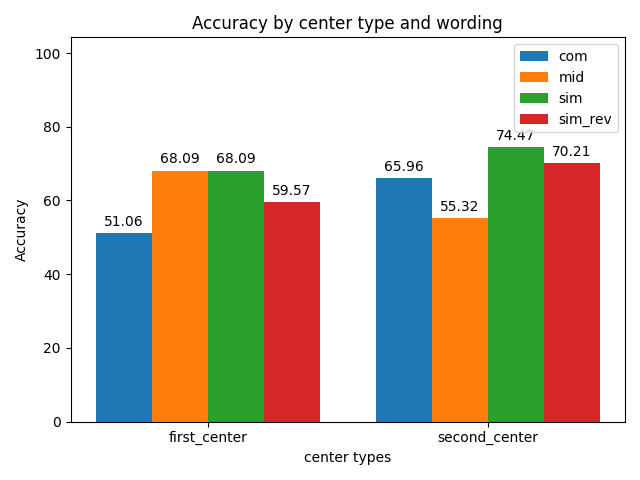 Accuracy by center type and wording
com
mid
sim
sim_rev
100
80
60
40
20
0
Accuracy
51.06
68.09
68.09
59.57
65.96
55.32
74.47
70.21
first_center
second_center
center types